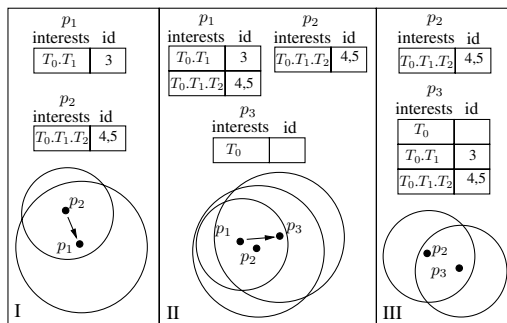 p₁
interests id
T₀.T₁ 3
p₂
interests id
T₀.T₁.T₂ 4,5
p₂
p₁
I
p₁
interests id
T₀.T₁ 3
T₀.T₁.T₂ 4,5
p₂
interests id
T₀.T₁.T₂ 4,5
p₃
interests id
T₀
p₁
p₃
p₂
II
p₂
interests id
T₀.T₁.T₂ 4,5
p₃
interests id
T₀
T₀.T₁ 3
T₀.T₁.T₂ 4,5
p₂
p₃
III